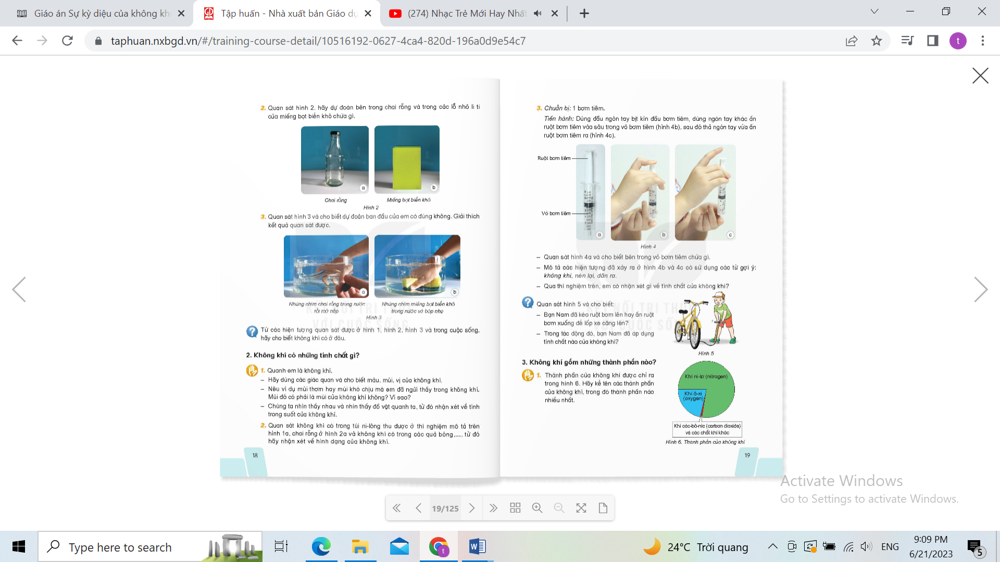 Giáo án Sự kỳ diệu của không khí
Tập huấn - Nhà xuất bản Giáo dụ
(274) Nhạc Trẻ Mới Hay Nhất
taphuan.nxbgd.vn/#/training-course-detail/10516192-0627-4ca4-820d-196a0d9e54c7
t
2. Quan sát hình 2, hãy dự đoán bên trong chai rỗng và trong các lỗ nhỏ li ti
của miếng bọt biển khô chứa gì.
a
b
Chai rỗng
Miếng bọt biển khô
Hình 2
3. Quan sát hình 3 và cho biết dự đoán ban đầu của em có đúng không. Giải thích
kết quả quan sát được.
a
b
Nhúng chìm chai rỗng trong nước
rồi mở nắp
Nhúng chìm miếng bọt biển khô
trong nước và bóp nhẹ
Hình 3
? Từ các hiện tượng quan sát được ở hình 1, hình 2, hình 3 và trong cuộc sống,
hãy cho biết không khí có ở đâu.
2. Không khí có những tính chất gì?
1. Quanh em là không khí.
– Hãy dùng các giác quan và cho biết màu, mùi, vị của không khí.
– Nêu ví dụ mùi thơm hay mùi khó chịu mà em đã ngửi thấy trong không khí.
Mùi đó có phải là mùi của không khí không? Vì sao?
– Chúng ta nhìn thấy nhau và nhìn thấy đồ vật quanh ta, từ đó nhận xét về tính
trong suốt của không khí.
2. Quan sát không khí có trong túi ni-lông thu được ở thí nghiệm mô tả trên
hình 1a, chai rỗng ở hình 2a và không khí có trong các quả bóng,..., từ đó
hãy nhận xét về hình dạng của không khí.
18
3. Chuẩn bị: 1 bơm tiêm.
Tiến hành: Dùng đầu ngón tay bịt kín đầu bơm tiêm, dùng ngón tay khác ấn
ruột bơm tiêm vào sâu trong vỏ bơm tiêm (hình 4b), sau đó thả ngón tay vừa ấn
ruột bơm tiêm ra (hình 4c).
Ruột bơm tiêm
Vỏ bơm tiêm
a
b
c
Hình 4
– Quan sát hình 4a và cho biết bên trong vỏ bơm tiêm chứa gì.
– Mô tả các hiện tượng đã xảy ra ở hình 4b và 4c có sử dụng các từ gợi ý:
không khí, nén lại, dãn ra.
– Qua thí nghiệm trên, em có nhận xét gì về tính chất của không khí?
? Quan sát hình 5 và cho biết:
– Bạn Nam đã kéo ruột bơm lên hay ấn ruột
bơm xuống để lốp xe căng lên?
– Trong tác động đó, bạn Nam đã áp dụng
tính chất nào của không khí?
Hình 5
3. Không khí gồm những thành phần nào?
1. Thành phần của không khí được chỉ ra
trong hình 6. Hãy kể tên các thành phần
của không khí, trong đó thành phần nào
nhiều nhất.
Khí ni-tơ (nitrogen)
Khí ô-xi
(oxygen)
Khí các-bô-níc (carbon dioxide)
và các chất khí khác
Hình 6. Thành phần của không khí
19
KẾT NỐI TRI THỨC
VỚI CUỘC SỐNG
Activate Windows
Go to Settings to activate Windows.
19/125
Type here to search
t
24°C Trời quang
ENG
9:09 PM
6/21/2023
5